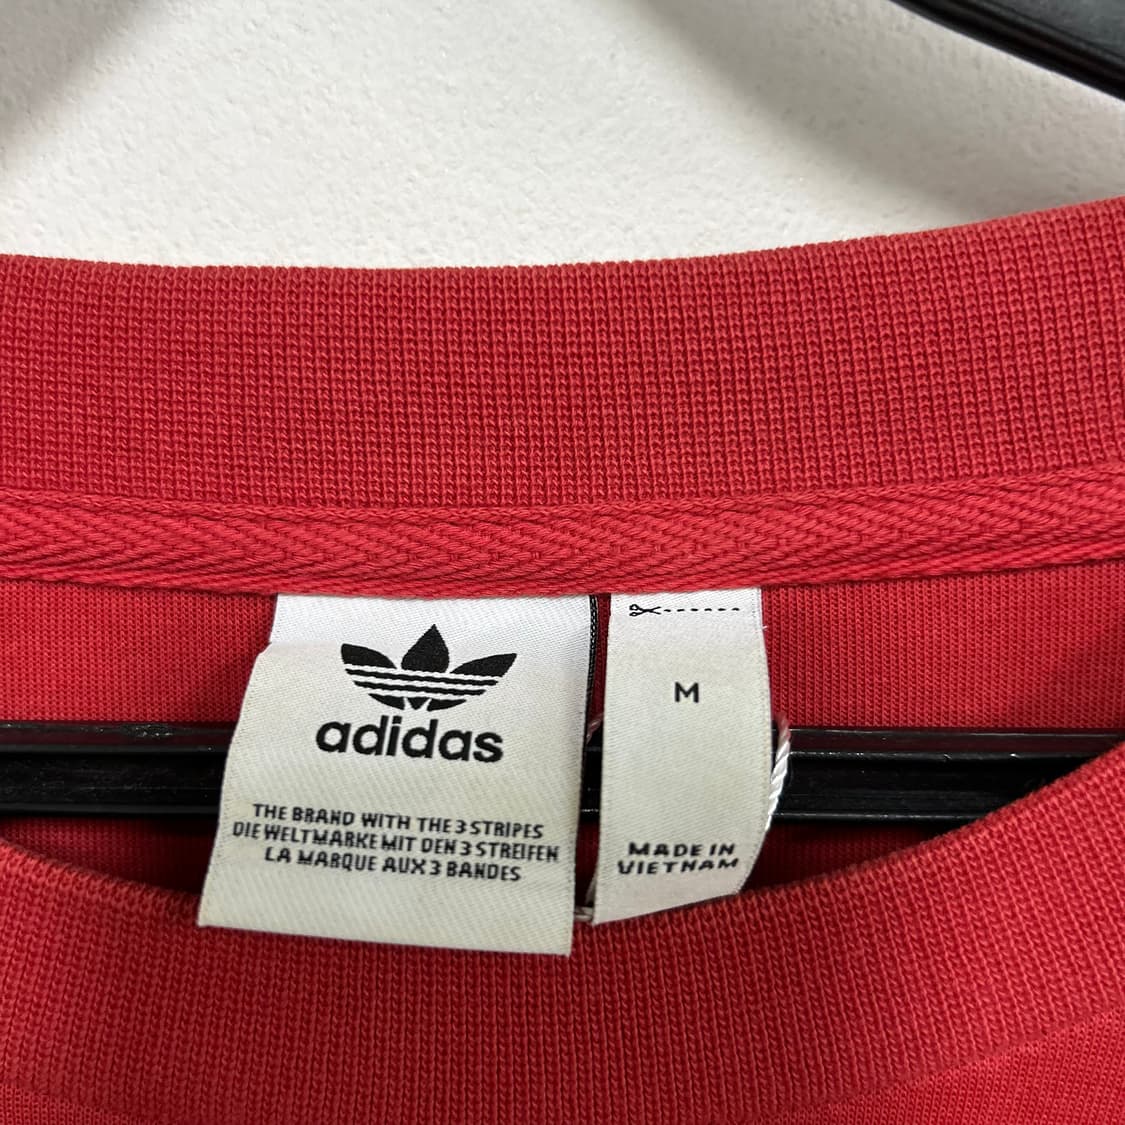 adidas
THE BRAND WITH THE 3 STRIPES
DIE WELTMARKE MIT DEN 3 STREIFEN
LA MARQUE AUX 3 BANDES
M
MADE IN
VIETNAM